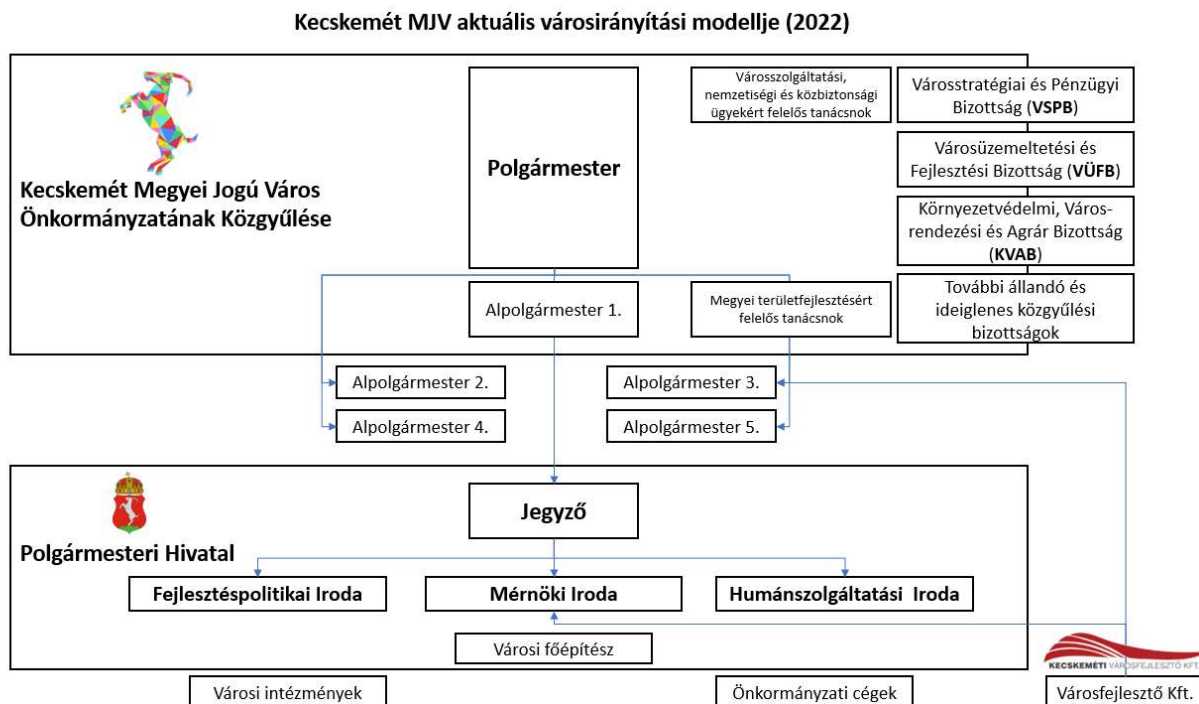 Kecskemét MJV aktuális városirányítási modellje (2022)
Kecskemét Megyei Jogú Város
Önkormányzatának Közgyűlése
Polgármester
Városszolgáltatási,
nemzetiségi és közbiztonsági
ügyekért felelős tanácsnok
Városstratégiai és Pénzügyi
Bizottság (VSPB)
Városüzemeltetési és
Fejlesztési Bizottság (VÜFB)
Környezetvédelmi, Város-
rendezési és Agrár Bizottság
(KVAB)
További állandó és
ideiglenes közgyűlési
bizottságok
Alpolgármester 1.
Megyei területfejlesztésért
felelős tanácsnok
Alpolgármester 2.
Alpolgármester 3.
Alpolgármester 4.
Alpolgármester 5.
Polgármesteri Hivatal
Jegyző
Fejlesztéspolitikai Iroda
Mérnöki Iroda
Humánszolgáltatási Iroda
Városi főépítész
KECSKEMÉTI VÁROSFEJLESZTŐ KFT.
Városi intézmények
Önkormányzati cégek
Városfejlesztő Kft.